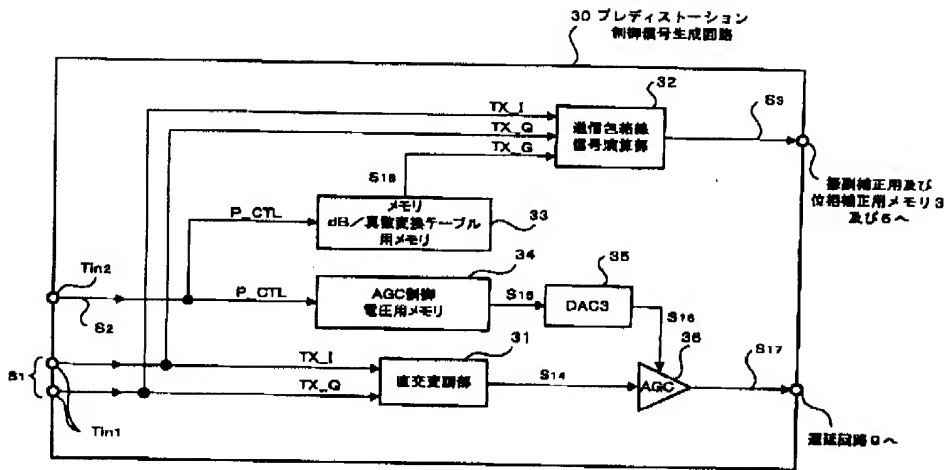 30 プレディストーション
制御信号生成回路
32
TX_I
TX_Q
TX_G
送信包絡線
信号演算部
S3
振幅補正用及び
位相補正用メモリ3
及び5へ
S18
P_CTL
メモリ
dB/真数変換テーブル
用メモリ
33
34
35
Tin2
S2
P_CTL
AGC制御
電圧用メモリ
S15
DAC3
S16
36
31
S1
TX_I
TX_Q
直交変調部
S14
AGC
S17
Tin1
遅延回路9へ